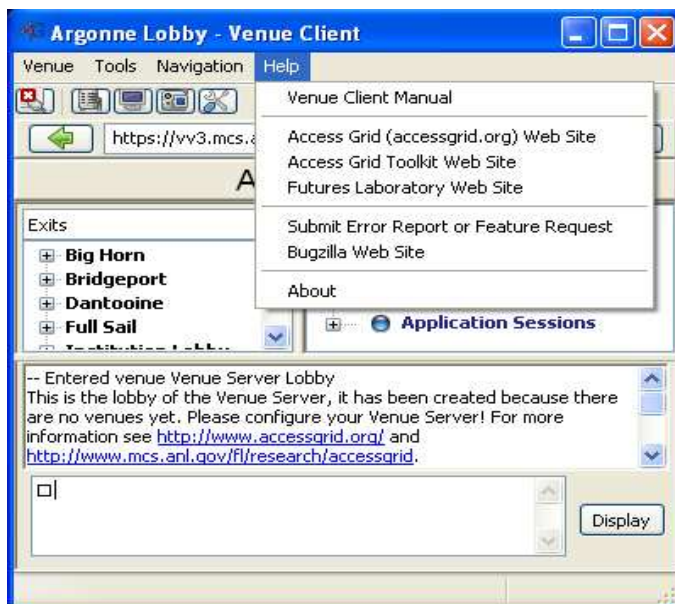 Argonne Lobby - Venue Client
Venue Tools Navigation Help
Venue Client Manual
https://vv3.mcs.
Access Grid (accessgrid.org) Web Site
Access Grid Toolkit Web Site
Futures Laboratory Web Site
A
Exits
Submit Error Report or Feature Request
Big Horn
Bugzilla Web Site
Bridgeport
Dantooine
About
Full Sail
Application Sessions
-- Entered venue Venue Server Lobby
This is the lobby of the Venue Server, it has been created because there
are no venues yet. Please configure your Venue Server! For more
information see http://www.accessgrid.org/ and
http://www.mcs.anl.gov/fl/research/accessgrid.
Display